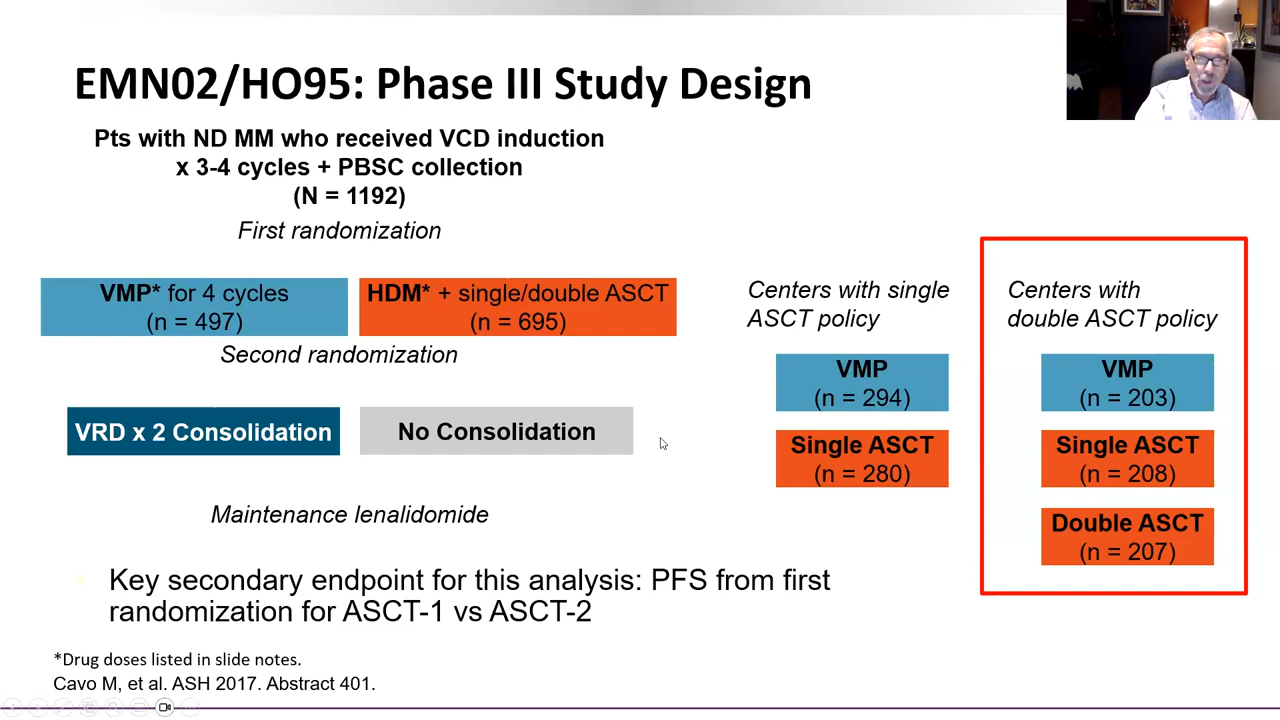 EMN02/HO95: Phase III Study Design
Pts with ND MM who received VCD induction
x 3-4 cycles + PBSC collection
(N = 1192)
First randomization
VMP* for 4 cycles
(n = 497)
HDM* + single/double ASCT
(n = 695)
Second randomization
VRD x 2 Consolidation
No Consolidation
Maintenance lenalidomide
Centers with single
ASCT policy
VMP
(n = 294)
Single ASCT
(n = 280)
Centers with
double ASCT policy
VMP
(n = 203)
Single ASCT
(n = 208)
Double ASCT
(n = 207)
Key secondary endpoint for this analysis: PFS from first
randomization for ASCT-1 vs ASCT-2
*Drug doses listed in slide notes.
Cavo M, et al. ASH 2017. Abstract 401.